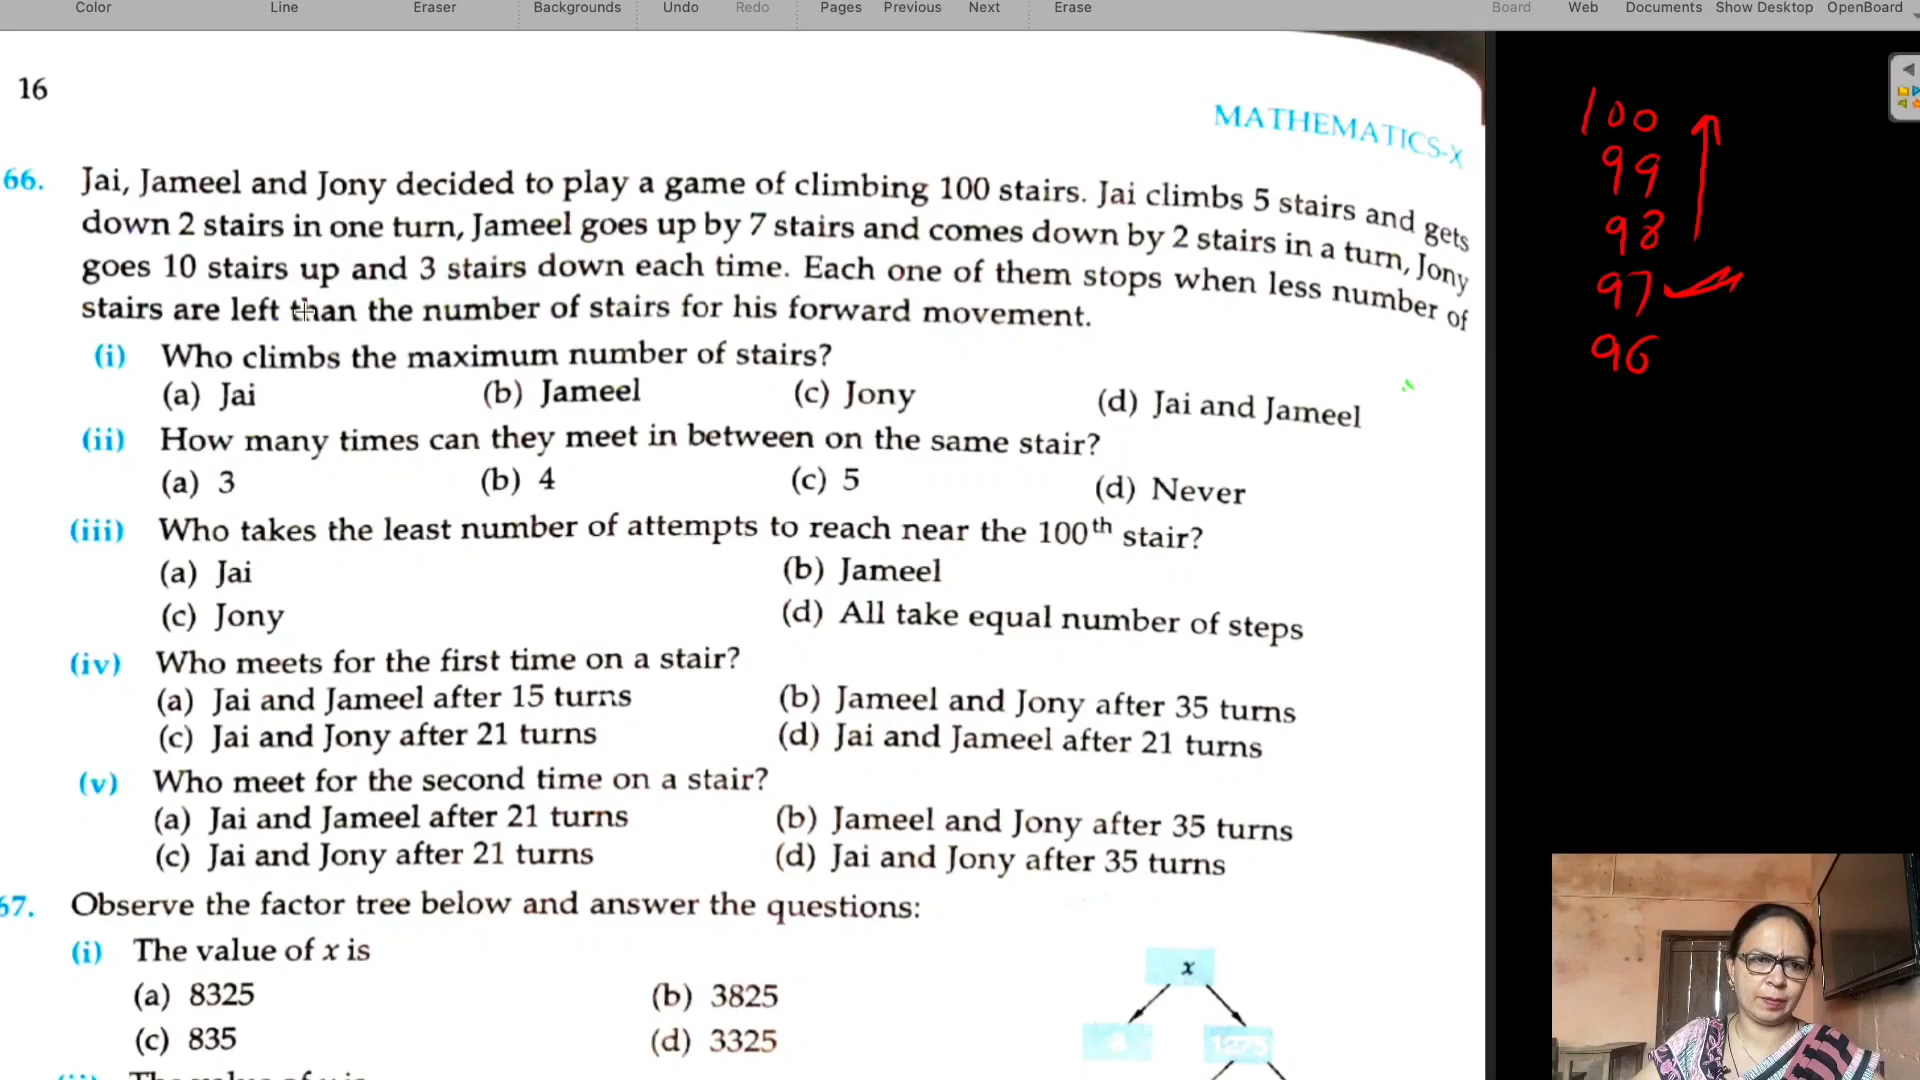 Color Line Eraser Backgrounds Undo Redo Pages Previous Next Erase Board Web Documents Show Desktop OpenBoard
16
MATHEMATICS-X
66. Jai, Jameel and Jony decided to play a game of climbing 100 stairs. Jai climbs 5 stairs and gets
down 2 stairs in one turn, Jameel goes up by 7 stairs and comes down by 2 stairs in a turn, Jony
goes 10 stairs up and 3 stairs down each time. Each one of them stops when less number of
stairs are left than the number of stairs for his forward movement.
(i) Who climbs the maximum number of stairs?
(a) Jai (b) Jameel (c) Jony (d) Jai and Jameel
(ii) How many times can they meet in between on the same stair?
(a) 3 (b) 4 (c) 5 (d) Never
(iii) Who takes the least number of attempts to reach near the 100th stair?
(a) Jai (b) Jameel
(c) Jony (d) All take equal number of steps
(iv) Who meets for the first time on a stair?
(a) Jai and Jameel after 15 turns (b) Jameel and Jony after 35 turns
(c) Jai and Jony after 21 turns (d) Jai and Jameel after 21 turns
(v) Who meet for the second time on a stair?
(a) Jai and Jameel after 21 turns (b) Jameel and Jony after 35 turns
(c) Jai and Jony after 21 turns (d) Jai and Jony after 35 turns
67. Observe the factor tree below and answer the questions:
(i) The value of x is
(a) 8325 (b) 3825
(c) 835 (d) 3325
x
1275
100
99
98
97
96